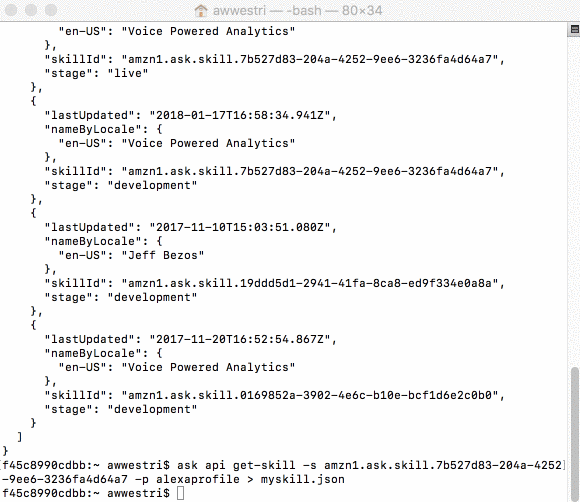 awwestri — -bash — 80×34
"en-US": "Voice Powered Analytics"
},
"skillId": "amzn1.ask.skill.7b527d83-204a-4252-9ee6-3236fa4d64a7",
"stage": "live"
},
{
"lastUpdated": "2018-01-17T16:58:34.941Z",
"nameByLocale": {
"en-US": "Voice Powered Analytics"
},
"skillId": "amzn1.ask.skill.7b527d83-204a-4252-9ee6-3236fa4d64a7",
"stage": "development"
},
{
"lastUpdated": "2017-11-10T15:03:51.080Z",
"nameByLocale": {
"en-US": "Jeff Bezos"
},
"skillId": "amzn1.ask.skill.19ddd5d1-2941-41fa-8ca8-ed9f334e0a8a",
"stage": "development"
},
{
"lastUpdated": "2017-11-20T16:52:54.867Z",
"nameByLocale": {
"en-US": "Voice Powered Analytics"
},
"skillId": "amzn1.ask.skill.0169852a-3902-4e6c-b10e-bcf1d6e2c0b0",
"stage": "development"
}
]
}
[f45c8990cdbb:~ awwestri$ ask api get-skill -s amzn1.ask.skill.7b527d83-204a-4252]
-9ee6-3236fa4d64a7 -p alexaprofile > myskill.json
f45c8990cdbb:~ awwestri$